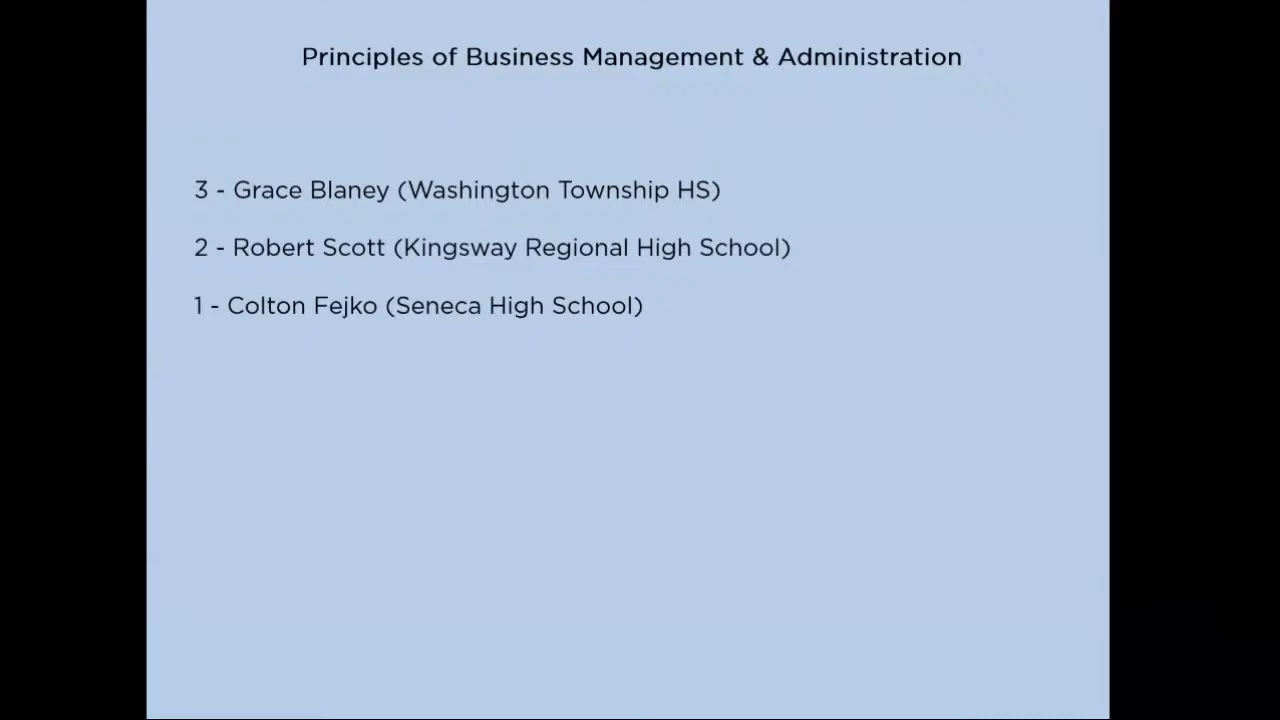 Principles of Business Management & Administration
3 - Grace Blaney (Washington Township HS)
2 - Robert Scott (Kingsway Regional High School)
1 - Colton Fejko (Seneca High School)